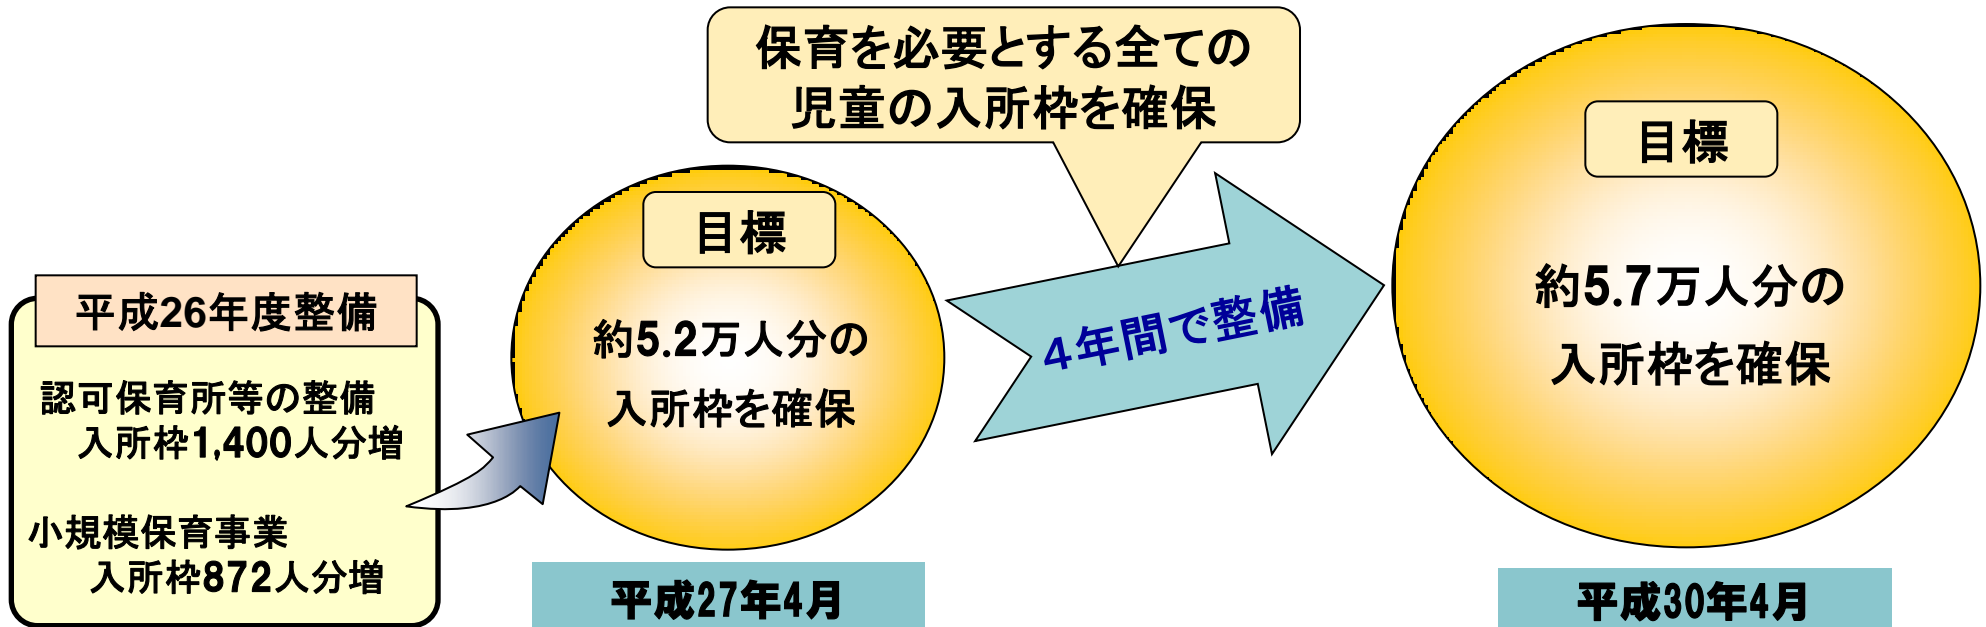 保育を必要とする全ての
児童の入所枠を確保
平成26年度整備
認可保育所等の整備
入所枠1,400人分増
小規模保育事業
入所枠872人分増
目標
約5.2万人分の
入所枠を確保
平成27年4月
4年間で整備
目標
約5.7万人分の
入所枠を確保
平成30年4月